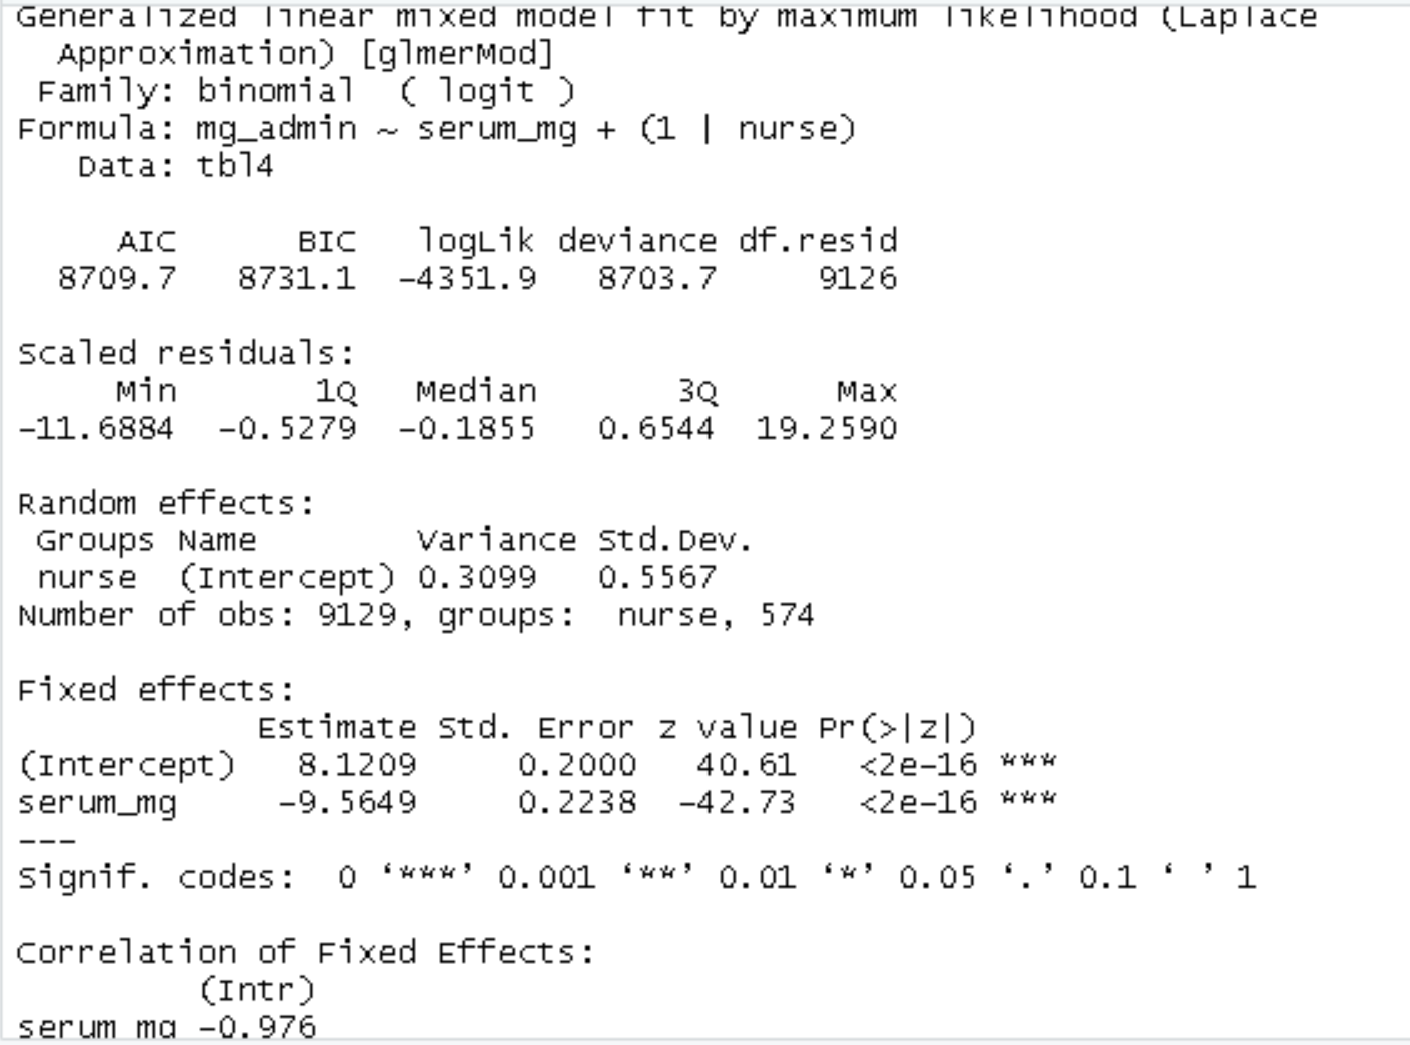 Generalized linear mixed model fit by maximum likelihood (Laplace
  Approximation) [glmerMod]
 Family: binomial  ( logit )
Formula: mg_admin ~ serum_mg + (1 | nurse)
   Data: tbl4

     AIC      BIC   logLik deviance df.resid
  8709.7   8731.1  -4351.9   8703.7     9126

Scaled residuals:
     Min       1Q   Median       3Q      Max
-11.6884  -0.5279  -0.1855   0.6544  19.2590

Random effects:
 Groups Name        Variance Std.Dev.
 nurse  (Intercept) 0.3099   0.5567
Number of obs: 9129, groups:  nurse, 574

Fixed effects:
            Estimate Std. Error z value Pr(>|z|)
(Intercept)   8.1209     0.2000   40.61   <2e-16 ***
serum_mg     -9.5649     0.2238  -42.73   <2e-16 ***
---
Signif. codes:  0 ‘***’ 0.001 ‘**’ 0.01 ‘*’ 0.05 ‘.’ 0.1 ‘ ’ 1

Correlation of Fixed Effects:
         (Intr)
serum_mg -0.976